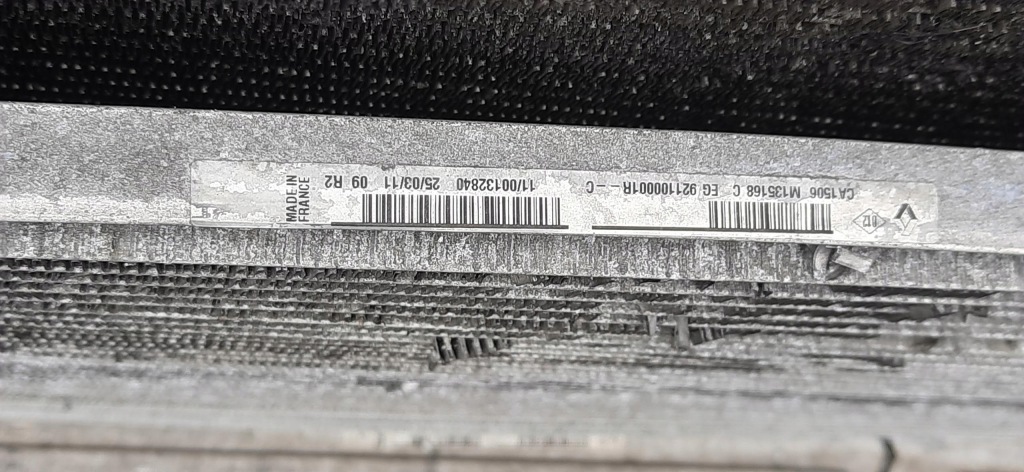 CA1506 M135168 C EG 921100001R - -C
11/00132840 25/03/11 09 R2
MADE IN
FRANCE